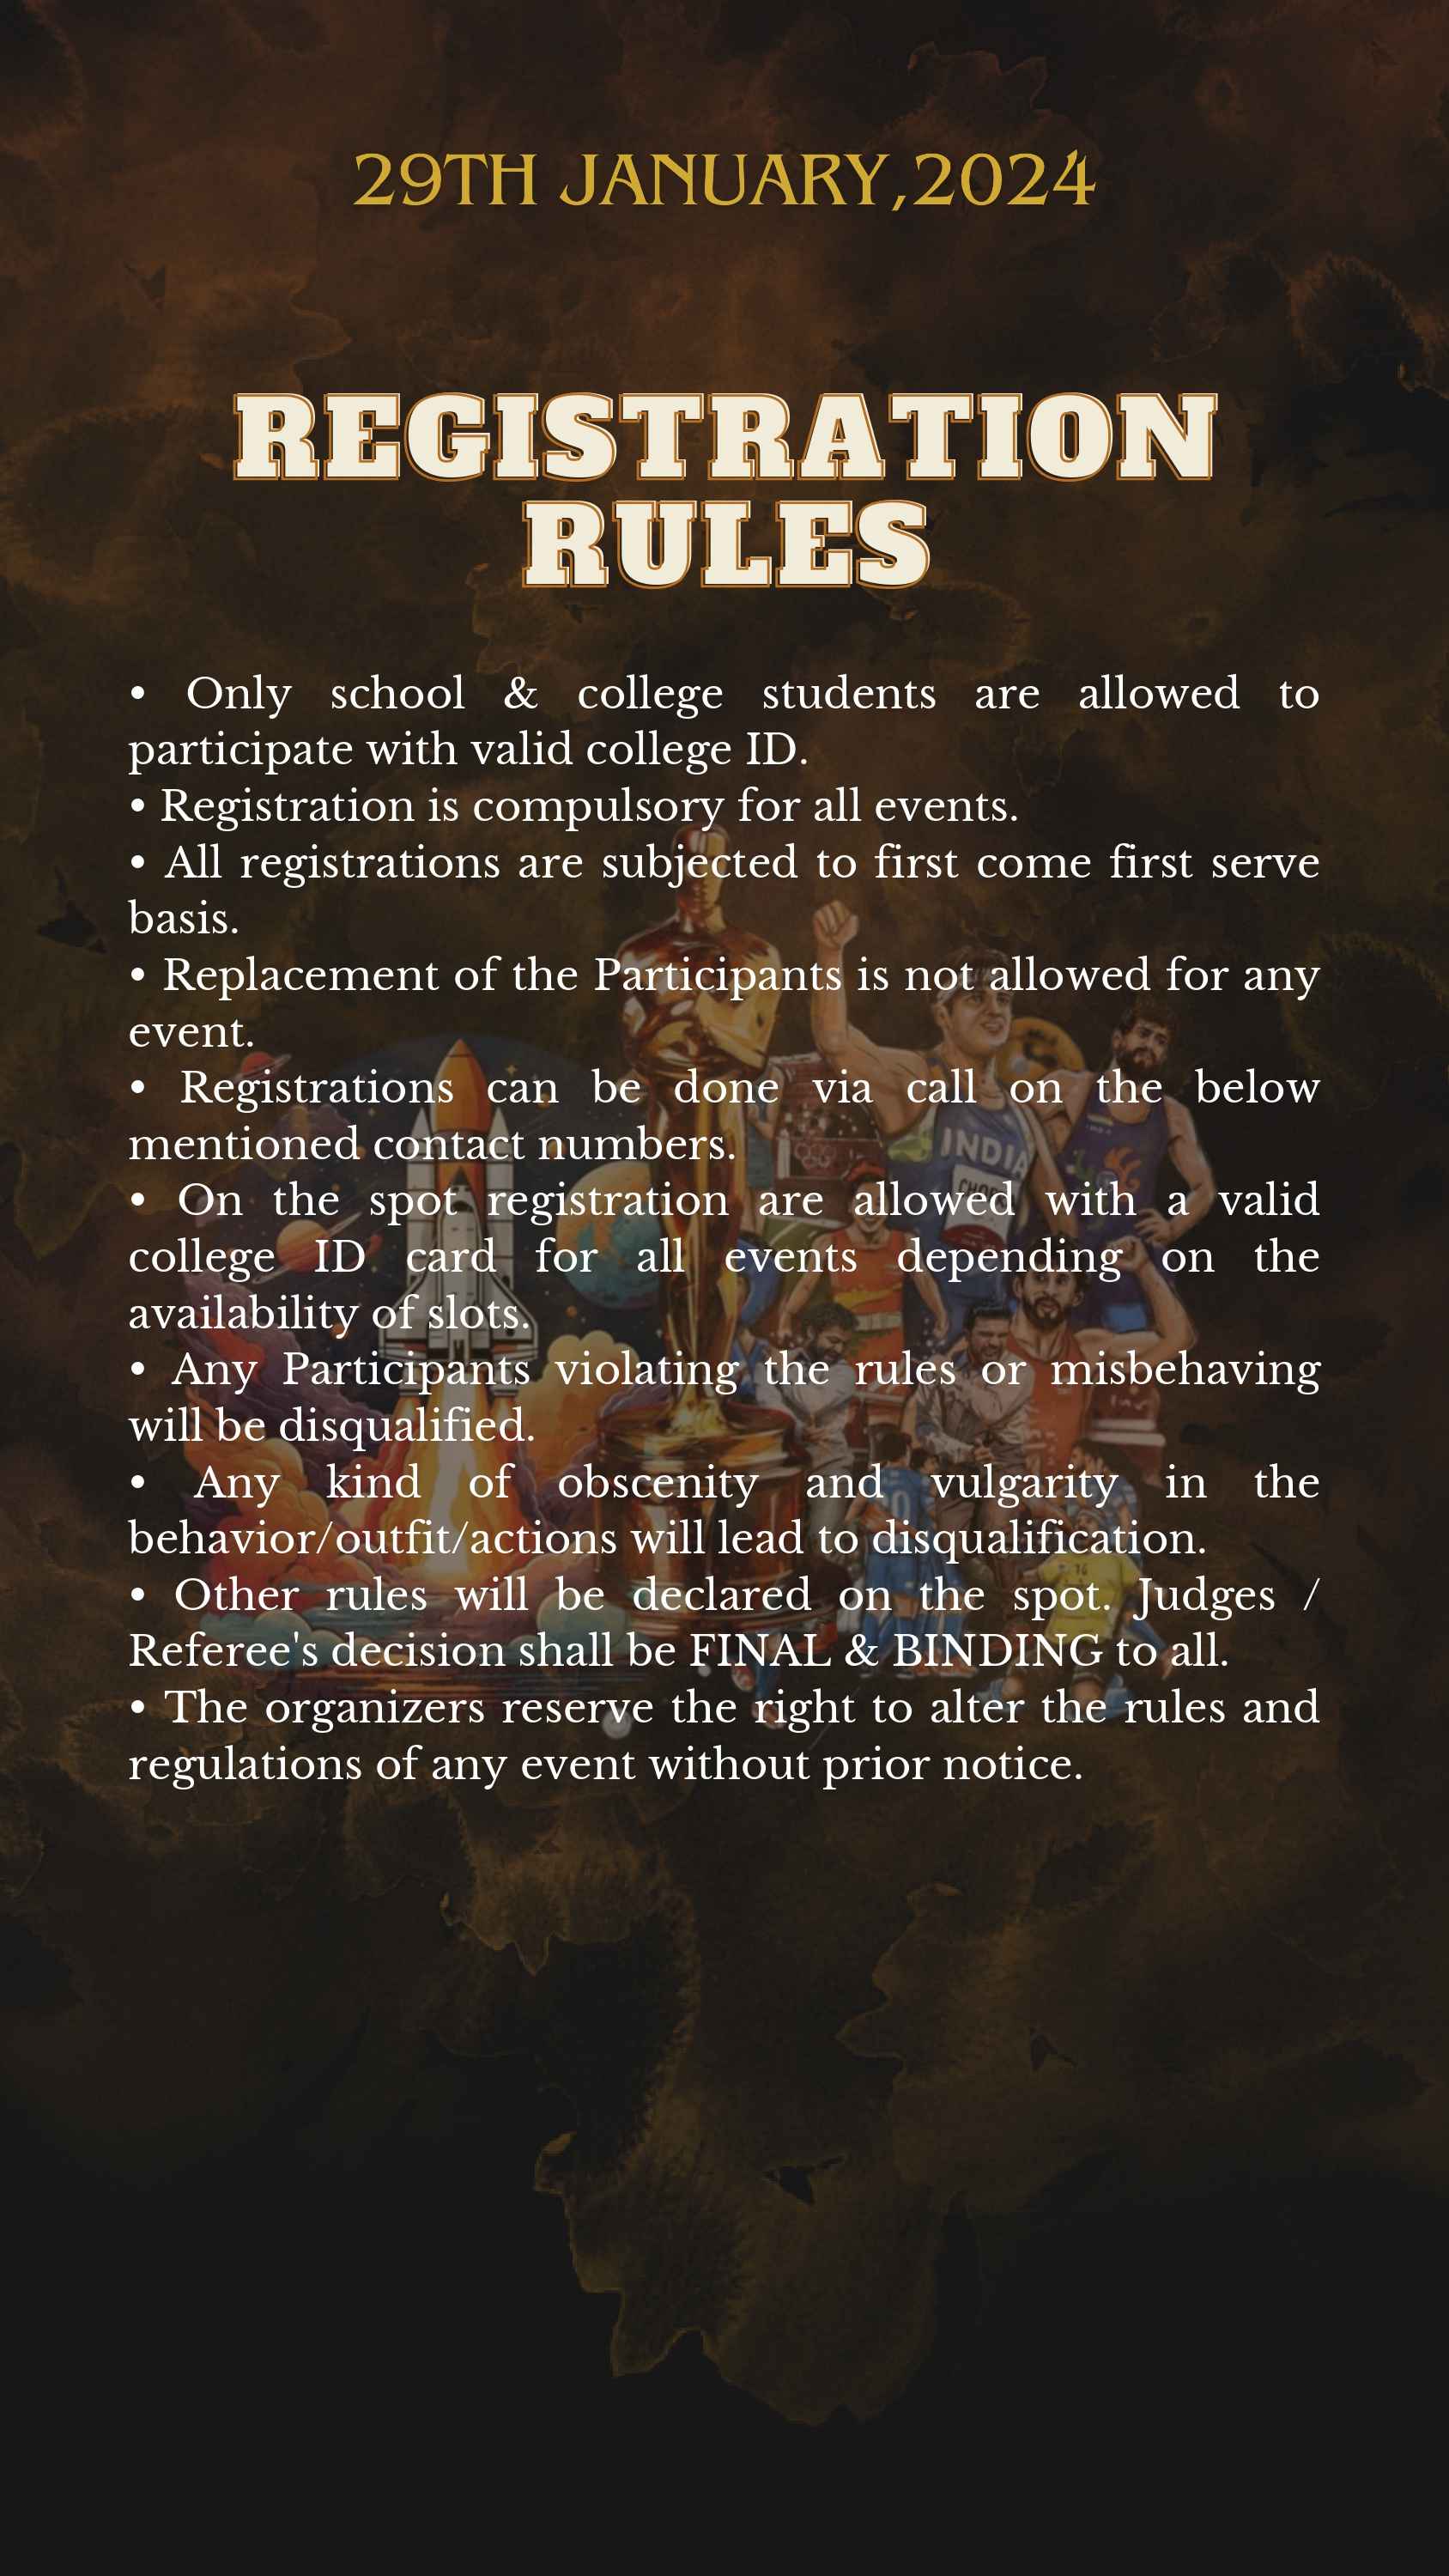 29TH JANUARY,2024
REGISTRATION
RULES
• Only school & college students are allowed to
participate with valid college ID.
• Registration is compulsory for all events.
• All registrations are subjected to first come first serve
basis.
• Replacement of the Participants is not allowed for any
event.
• Registrations can be done via call on the below
mentioned contact numbers.
• On the spot registration are allowed with a valid
college ID card for all events depending on the
availability of slots.
• Any Participants violating the rules or misbehaving
will be disqualified.
• Any kind of obscenity and vulgarity in the
behavior/outfit/actions will lead to disqualification.
• Other rules will be declared on the spot. Judges /
Referee's decision shall be FINAL & BINDING to all.
• The organizers reserve the right to alter the rules and
regulations of any event without prior notice.
INDIA